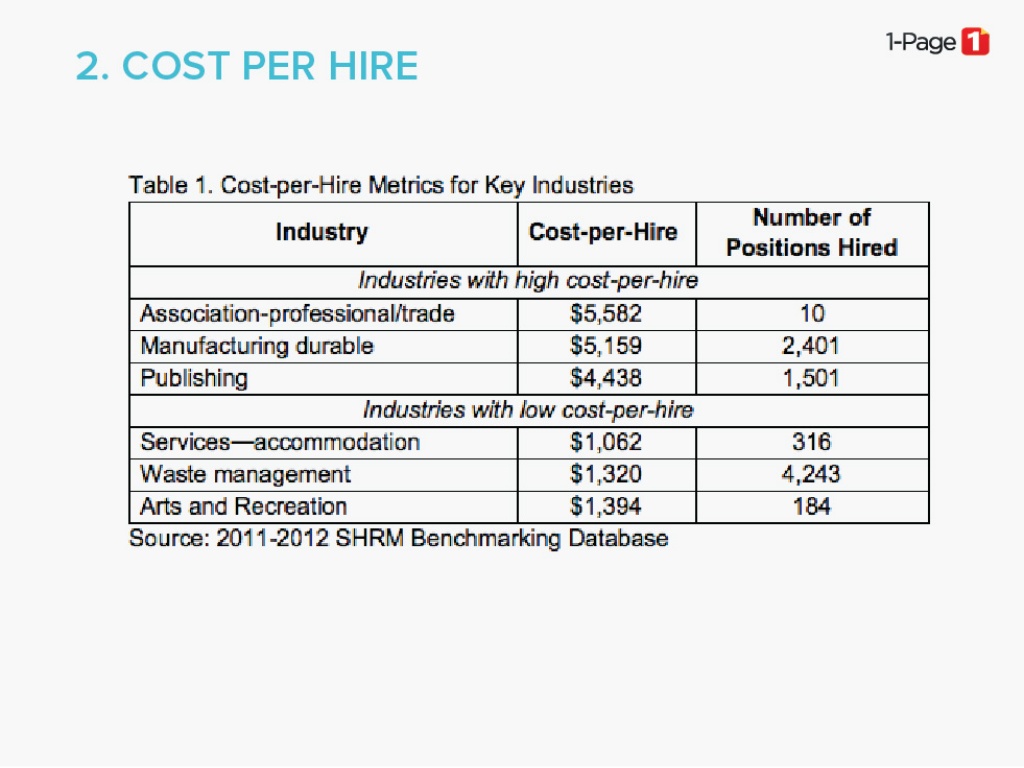 1-Page 1
2. COST PER HIRE
Table 1. Cost-per-Hire Metrics for Key Industries
Industry Cost-per-Hire Number of Positions Hired
Industries with high cost-per-hire
Association-professional/trade $5,582 10
Manufacturing durable $5,159 2,401
Publishing $4,438 1,501
Industries with low cost-per-hire
Services—accommodation $1,062 316
Waste management $1,320 4,243
Arts and Recreation $1,394 184
Source: 2011-2012 SHRM Benchmarking Database